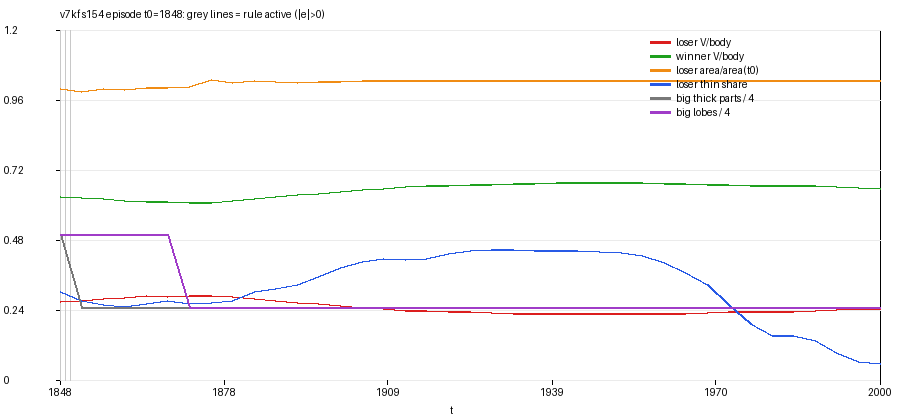 v7kf s154 episode t0=1848: grey lines = rule active (|e|>0)
1.2
loser V/body
winner V/body
loser area/area(t0)
loser thin share
big thick parts / 4
big lobes / 4
0.96
0.72
0.48
0.24
0
1848 1878 1909 1939 1970 2000
t